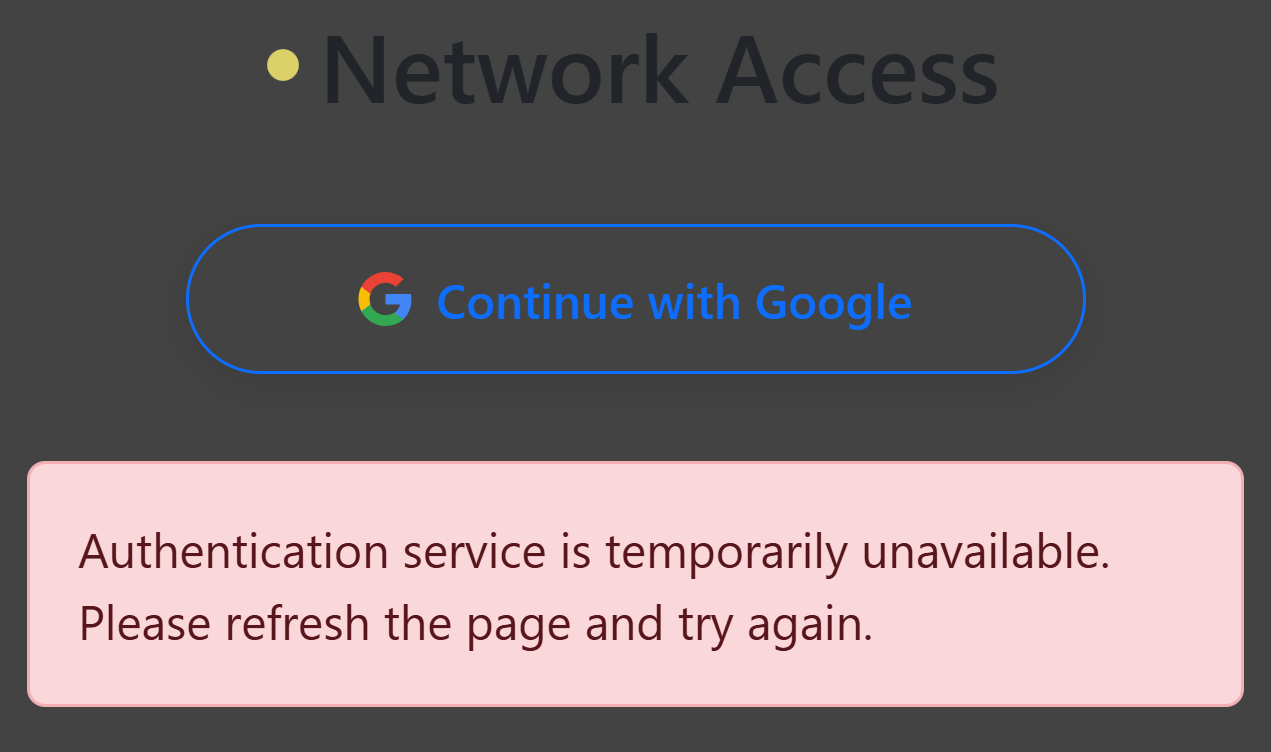 Network Access
Continue with Google
Authentication service is temporarily unavailable.
Please refresh the page and try again.